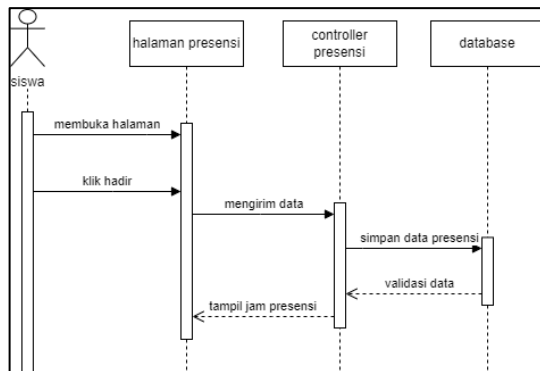 siswa
halaman presensi
controller
presensi
database
membuka halaman
klik hadir
mengirim data
simpan data presensi
validasi data
tampil jam presensi